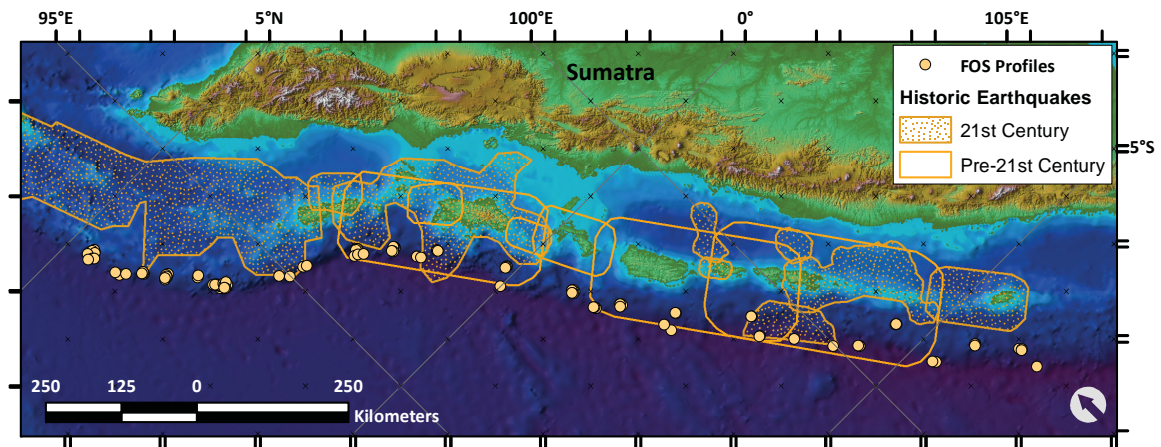 95°E 5°N 100°E 0° 105°E
Sumatra
FOS Profiles
Historic Earthquakes
21st Century
Pre-21st Century
5°S
250 125 0 250
Kilometers